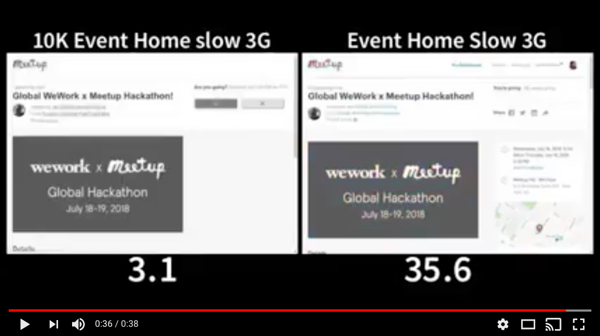 10K Event Home slow 3G
Meetup
Global WeWork x Meetup Hackathon!
Are you going?
wework x Meetup
Global Hackathon
July 18-19, 2018
Details
3.1
Event Home Slow 3G
Meetup
Global WeWork x Meetup Hackathon!
You're going!
Share:
wework x Meetup
Global Hackathon
July 18-19, 2018
35.6
0:36 / 0:38